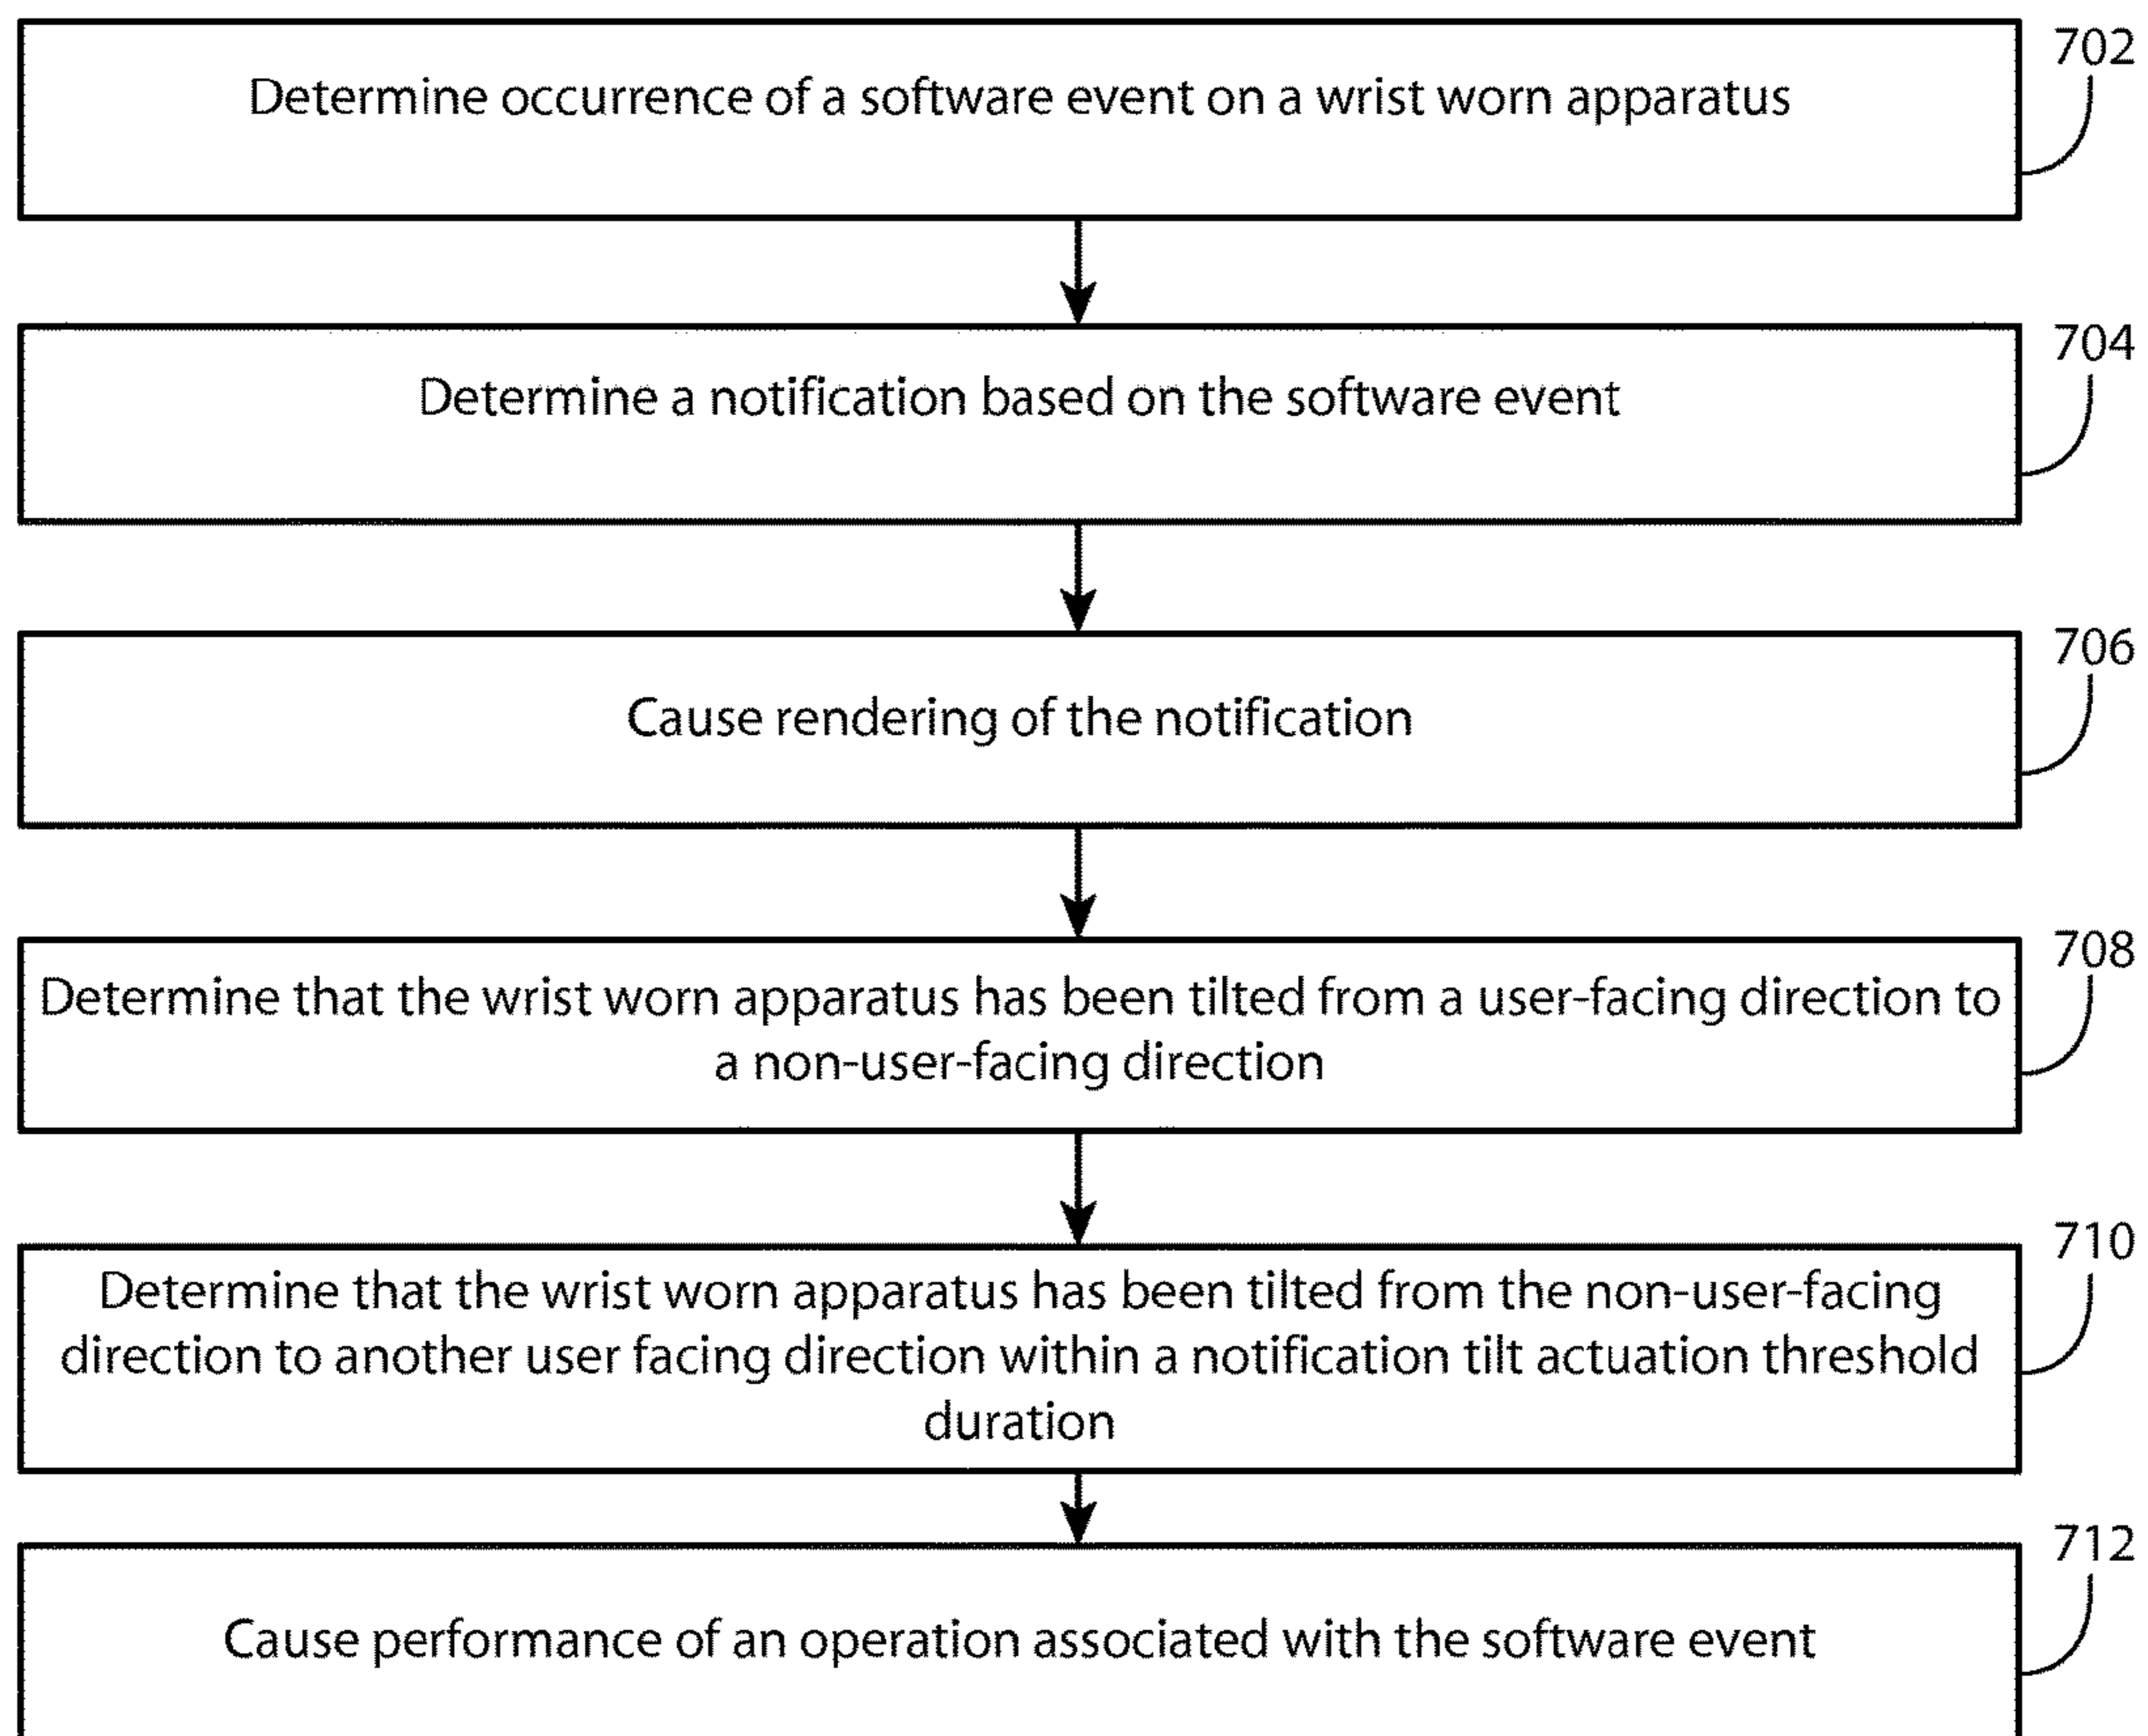 702
Determine occurrence of a software event on a wrist worn apparatus
704
Determine a notification based on the software event
706
Cause rendering of the notification
708
Determine that the wrist worn apparatus has been tilted from a user-facing direction to
a non-user-facing direction
710
Determine that the wrist worn apparatus has been tilted from the non-user-facing
direction to another user facing direction within a notification tilt actuation threshold
duration
712
Cause performance of an operation associated with the software event